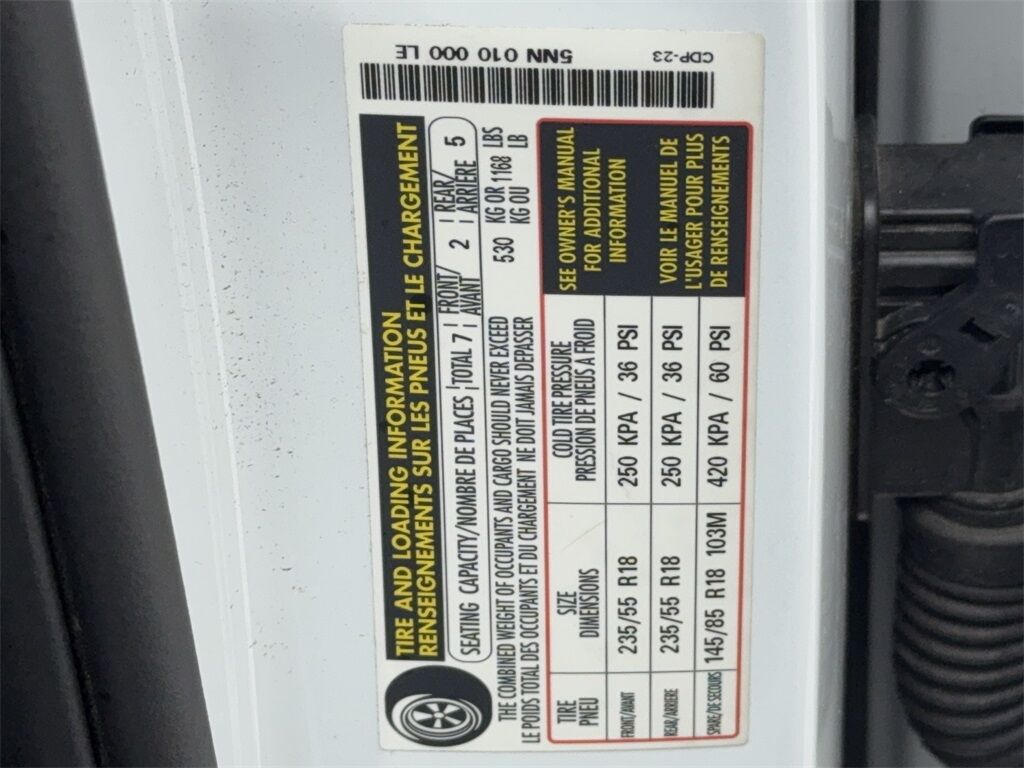 CDP-23
5NN 010 000 LE
TIRE AND LOADING INFORMATION
RENSEIGNEMENTS SUR LES PNEUS ET LE CHARGEMENT
SEATING CAPACITY/NOMBRE DE PLACES TOTAL 7 FRONT/AVANT 2 REAR/ARRIÈRE 5
THE COMBINED WEIGHT OF OCCUPANTS AND CARGO SHOULD NEVER EXCEED 530 KG OR 1168 LBS
LE POIDS TOTAL DES OCCUPANTS ET DU CHARGEMENT NE DOIT JAMAIS DEPASSER KG OU LB
TIRE
PNEU
SIZE
DIMENSIONS
COLD TIRE PRESSURE
PRESSION DE PNEUS A FROID
FRONT/AVANT 235/55 R18 250 KPA / 36 PSI
REAR/ARRIERE 235/55 R18 250 KPA / 36 PSI
SPARE/DE SECOURS 145/85 R18 103M 420 KPA / 60 PSI
SEE OWNER'S MANUAL
FOR ADDITIONAL
INFORMATION
VOIR LE MANUEL DE
L'USAGER POUR PLUS
DE RENSEIGNEMENTS